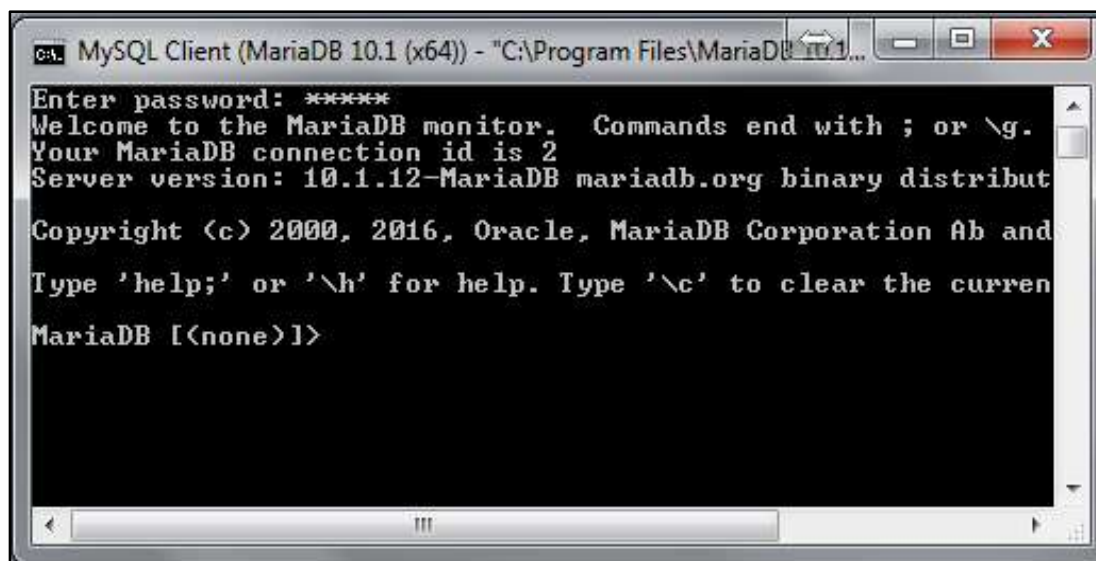 MySQL Client (MariaDB 10.1 (x64)) - "C:\Program Files\MariaDB 10.1...
Enter password: *****
Welcome to the MariaDB monitor.  Commands end with ; or \g.
Your MariaDB connection id is 2
Server version: 10.1.12-MariaDB mariadb.org binary distribut
Copyright (c) 2000, 2016, Oracle, MariaDB Corporation Ab and
Type 'help;' or '\h' for help. Type '\c' to clear the curren
MariaDB [(none)]>